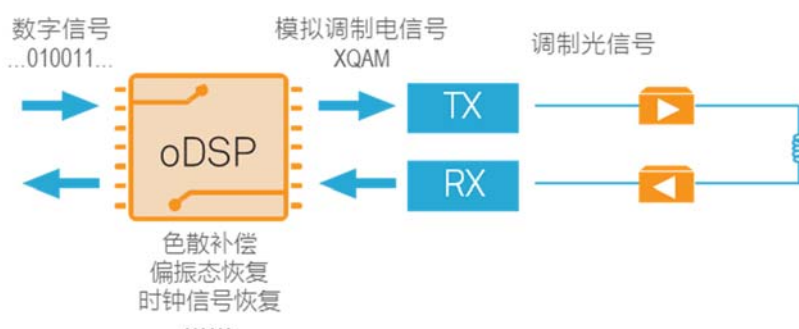 数字信号
...010011...
模拟调制电信号
XQAM
调制光信号
oDSP
TX
RX
色散补偿
偏振态恢复
时钟信号恢复
......